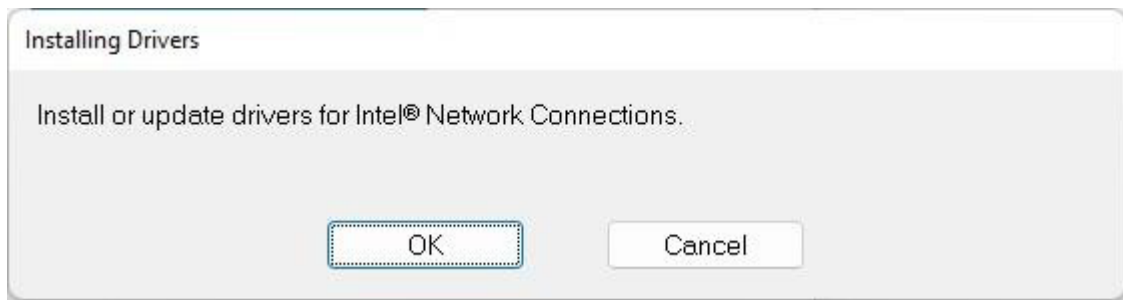 Installing Drivers
Install or update drivers for Intel® Network Connections.
OK
Cancel